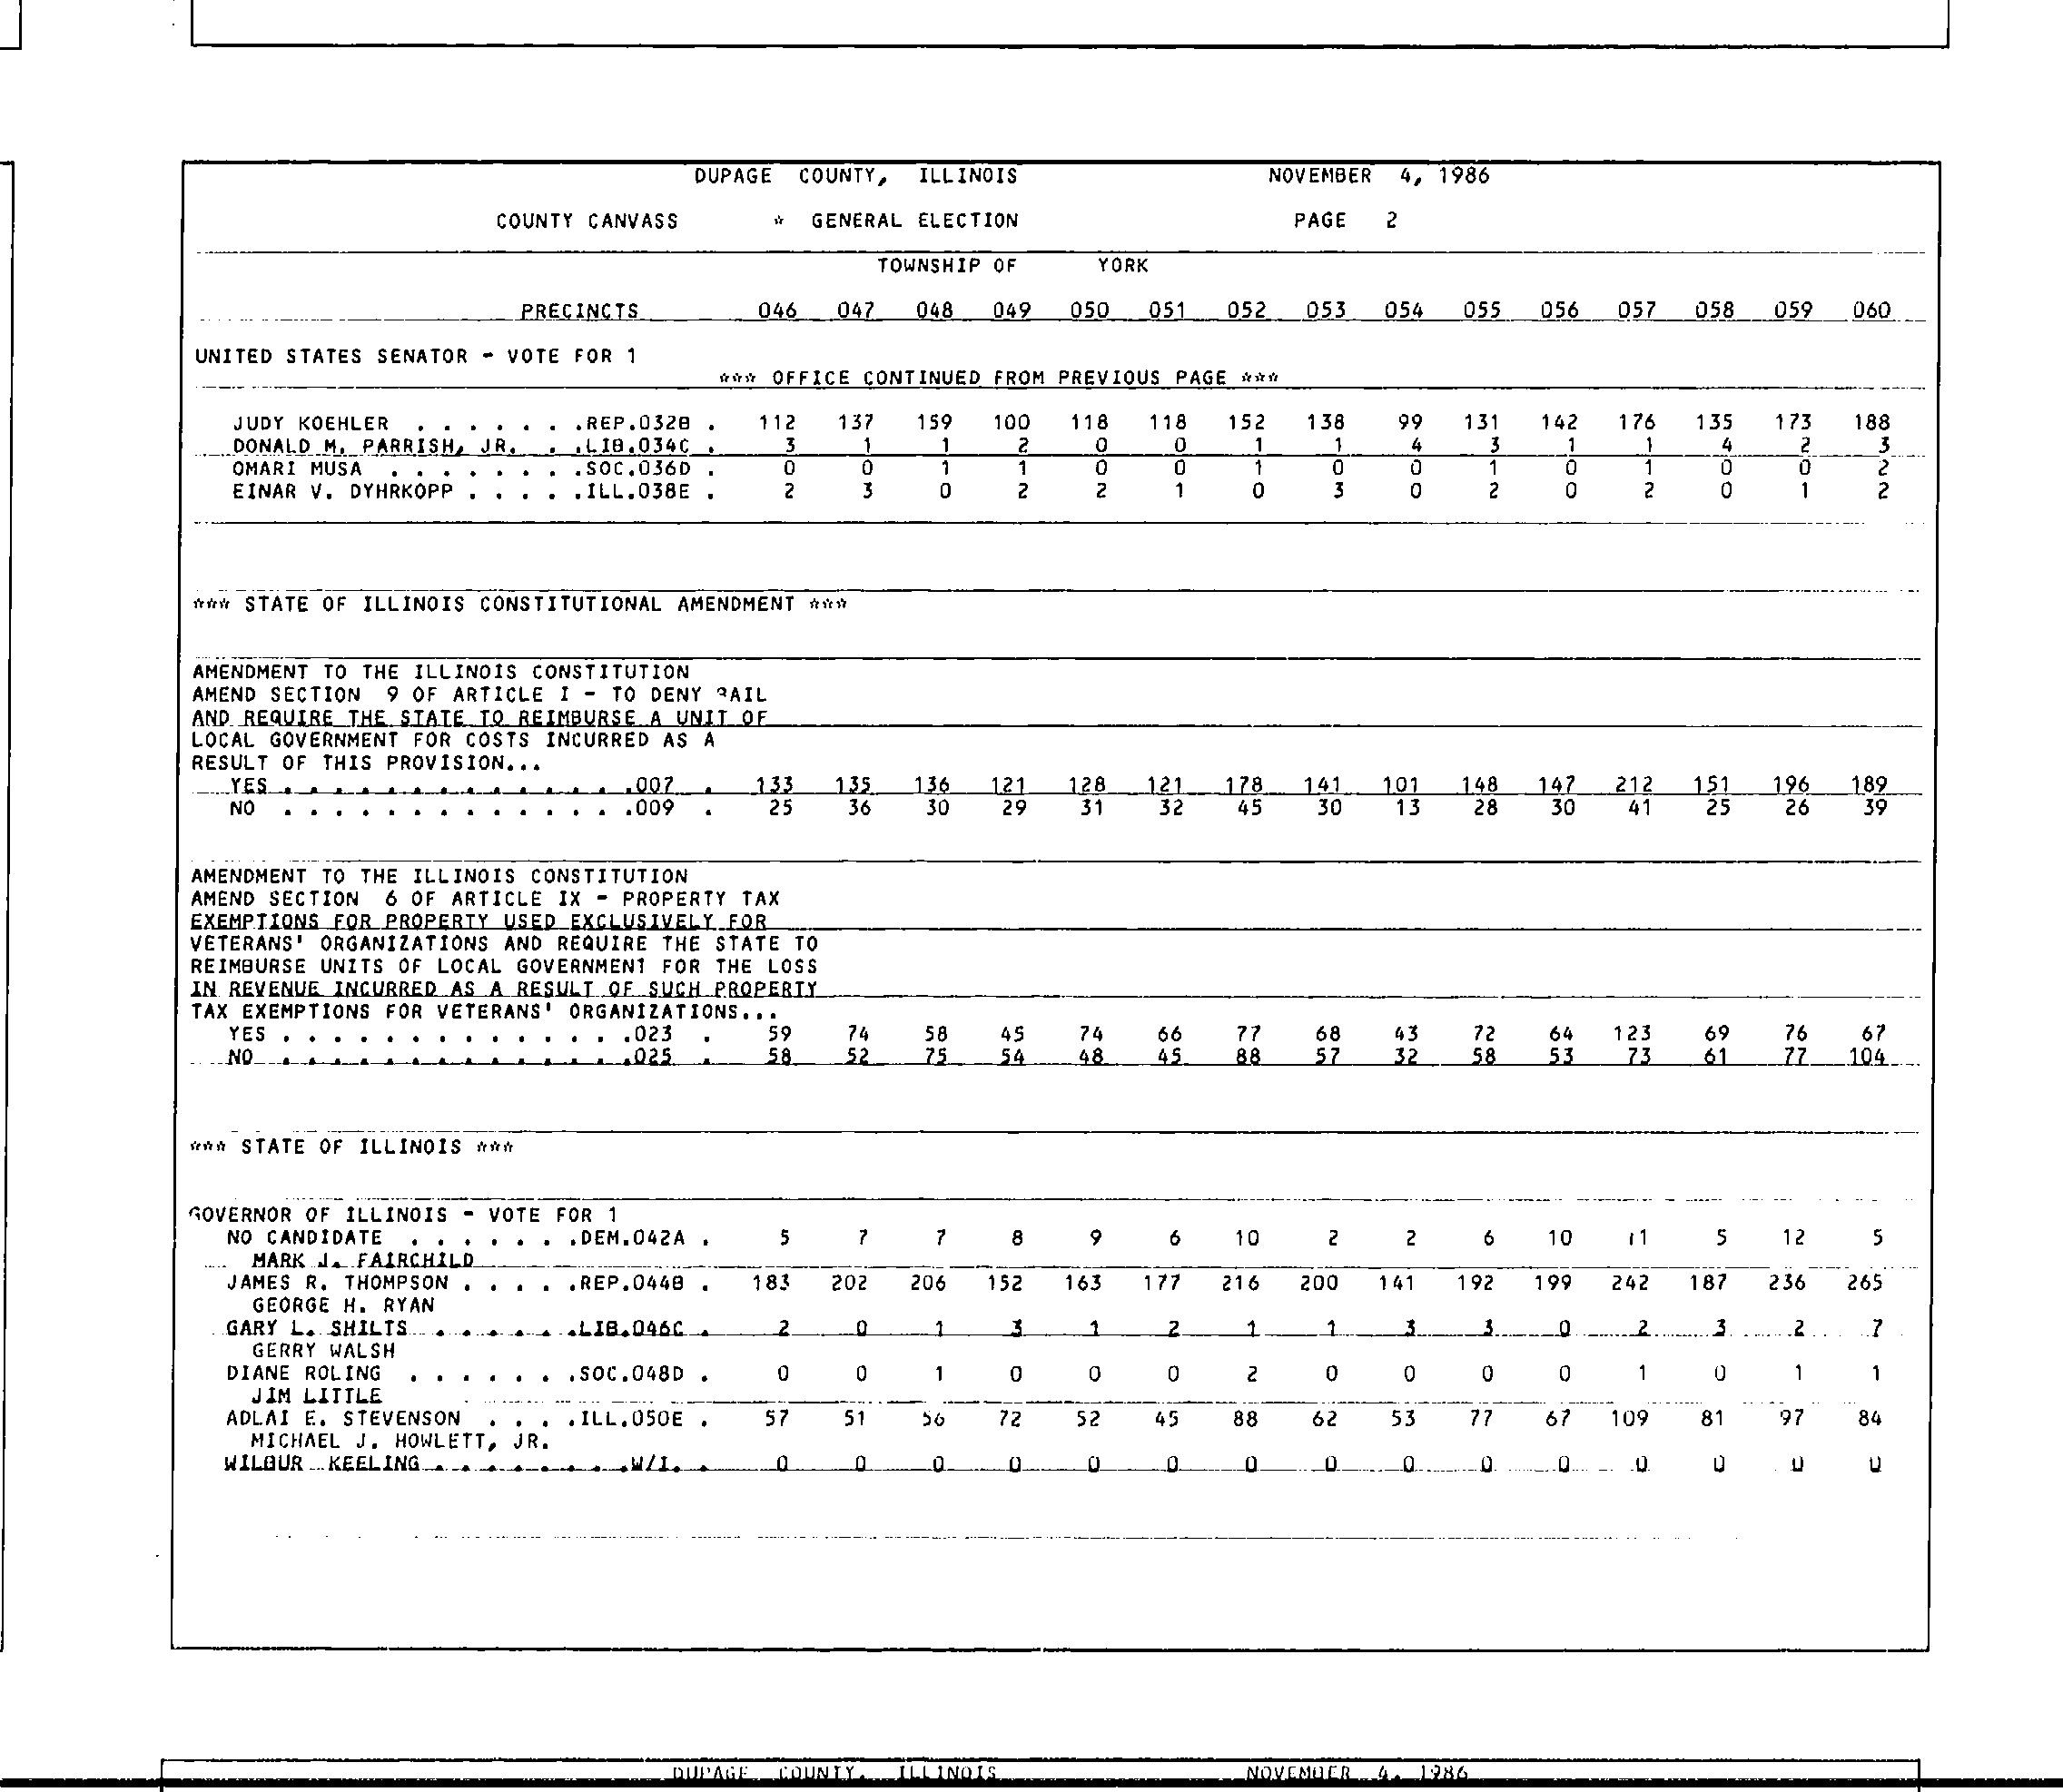 DUPAGE COUNTY, ILLINOIS NOVEMBER 4, 1986
COUNTY CANVASS * GENERAL ELECTION PAGE 2
TOWNSHIP OF YORK
PRECINCTS 046 047 048 049 050 051 052 053 054 055 056 057 058 059 060
UNITED STATES SENATOR - VOTE FOR 1
*** OFFICE CONTINUED FROM PREVIOUS PAGE ***
JUDY KOEHLER . . . . . . .REP.032B . 112 137 159 100 118 118 152 138 99 131 142 176 135 173 188
DONALD M. PARRISH, JR. . .LIB.034C . 3 1 1 2 0 0 1 1 4 3 1 1 4 2 3
OMARI MUSA . . . . . . . .SOC.036D . 0 0 1 1 0 0 1 0 0 1 0 1 0 0 2
EINAR V. DYHRKOPP . . . . .ILL.038E . 2 3 0 2 2 1 0 3 0 2 0 2 0 1 2
*** STATE OF ILLINOIS CONSTITUTIONAL AMENDMENT ***
AMENDMENT TO THE ILLINOIS CONSTITUTION
AMEND SECTION 9 OF ARTICLE I - TO DENY BAIL
AND REQUIRE THE STATE TO REIMBURSE A UNIT OF
LOCAL GOVERNMENT FOR COSTS INCURRED AS A
RESULT OF THIS PROVISION...
YES . . . . . . . . . . . . . .007 . 133 135 136 121 128 121 178 141 101 148 147 212 151 196 189
NO . . . . . . . . . . . . . .009 . 25 36 30 29 31 32 45 30 13 28 30 41 25 26 39
AMENDMENT TO THE ILLINOIS CONSTITUTION
AMEND SECTION 6 OF ARTICLE IX - PROPERTY TAX
EXEMPTIONS FOR PROPERTY USED EXCLUSIVELY FOR
VETERANS' ORGANIZATIONS AND REQUIRE THE STATE TO
REIMBURSE UNITS OF LOCAL GOVERNMENT FOR THE LOSS
IN REVENUE INCURRED AS A RESULT OF SUCH PROPERTY
TAX EXEMPTIONS FOR VETERANS' ORGANIZATIONS...
YES . . . . . . . . . . . . . .023 . 59 74 58 45 74 66 77 68 43 72 64 123 69 76 67
NO . . . . . . . . . . . . . .025 . 58 52 75 54 48 45 88 57 32 58 53 73 61 77 104
*** STATE OF ILLINOIS ***
GOVERNOR OF ILLINOIS - VOTE FOR 1
NO CANDIDATE . . . . . . .DEM.042A . 5 7 7 8 9 6 10 2 2 6 10 11 5 12 5
MARK J. FAIRCHILD
JAMES R. THOMPSON . . . . .REP.044B . 183 202 206 152 163 177 216 200 141 192 199 242 187 236 265
GEORGE H. RYAN
GARY L. SHILTS . . . . . .LIB.046C . 2 0 1 3 1 2 1 1 3 3 0 2 3 2 7
GERRY WALSH
DIANE ROLING . . . . . . .SOC.048D . 0 0 1 0 0 0 2 0 0 0 0 1 0 1 1
JIM LITTLE
ADLAI E. STEVENSON . . . .ILL.050E . 57 51 56 72 52 45 88 62 53 77 67 109 81 97 84
MICHAEL J. HOWLETT, JR.
WILBUR KEELING . . . . . . . .W/I. . 0 0 0 0 0 0 0 0 0 0 0 0 0 0 0
DUPAGE COUNTY, ILLINOIS NOVEMBER 4, 1986